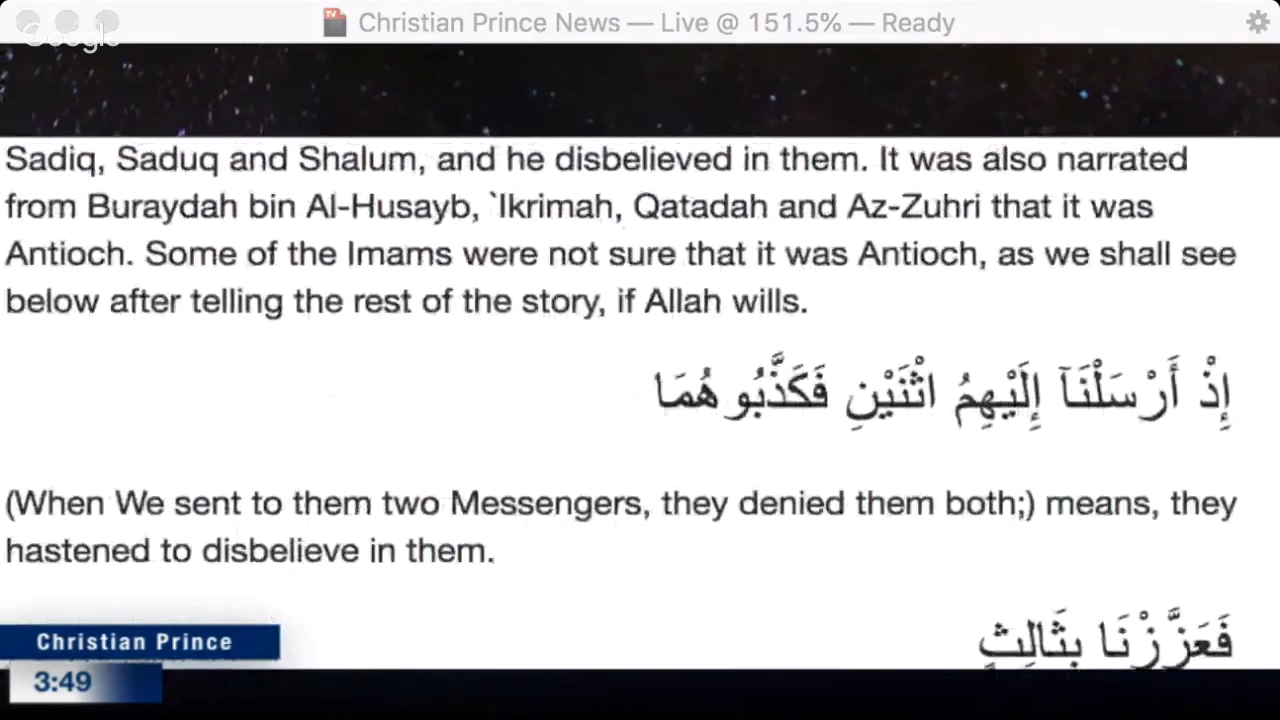 Christian Prince News — Live @ 151.5% — Ready
Google
Sadiq, Saduq and Shalum, and he disbelieved in them. It was also narrated
from Buraydah bin Al-Husayb, `Ikrimah, Qatadah and Az-Zuhri that it was
Antioch. Some of the Imams were not sure that it was Antioch, as we shall see
below after telling the rest of the story, if Allah wills.
إِذْ أَرْسَلْنَآ إِلَيْهِمُ اثْنَيْنِ فَكَذَّبُوهُمَا
(When We sent to them two Messengers, they denied them both;) means, they
hastened to disbelieve in them.
فَعَزَّزْنَا بِثَالِثٍ
Christian Prince
3:49